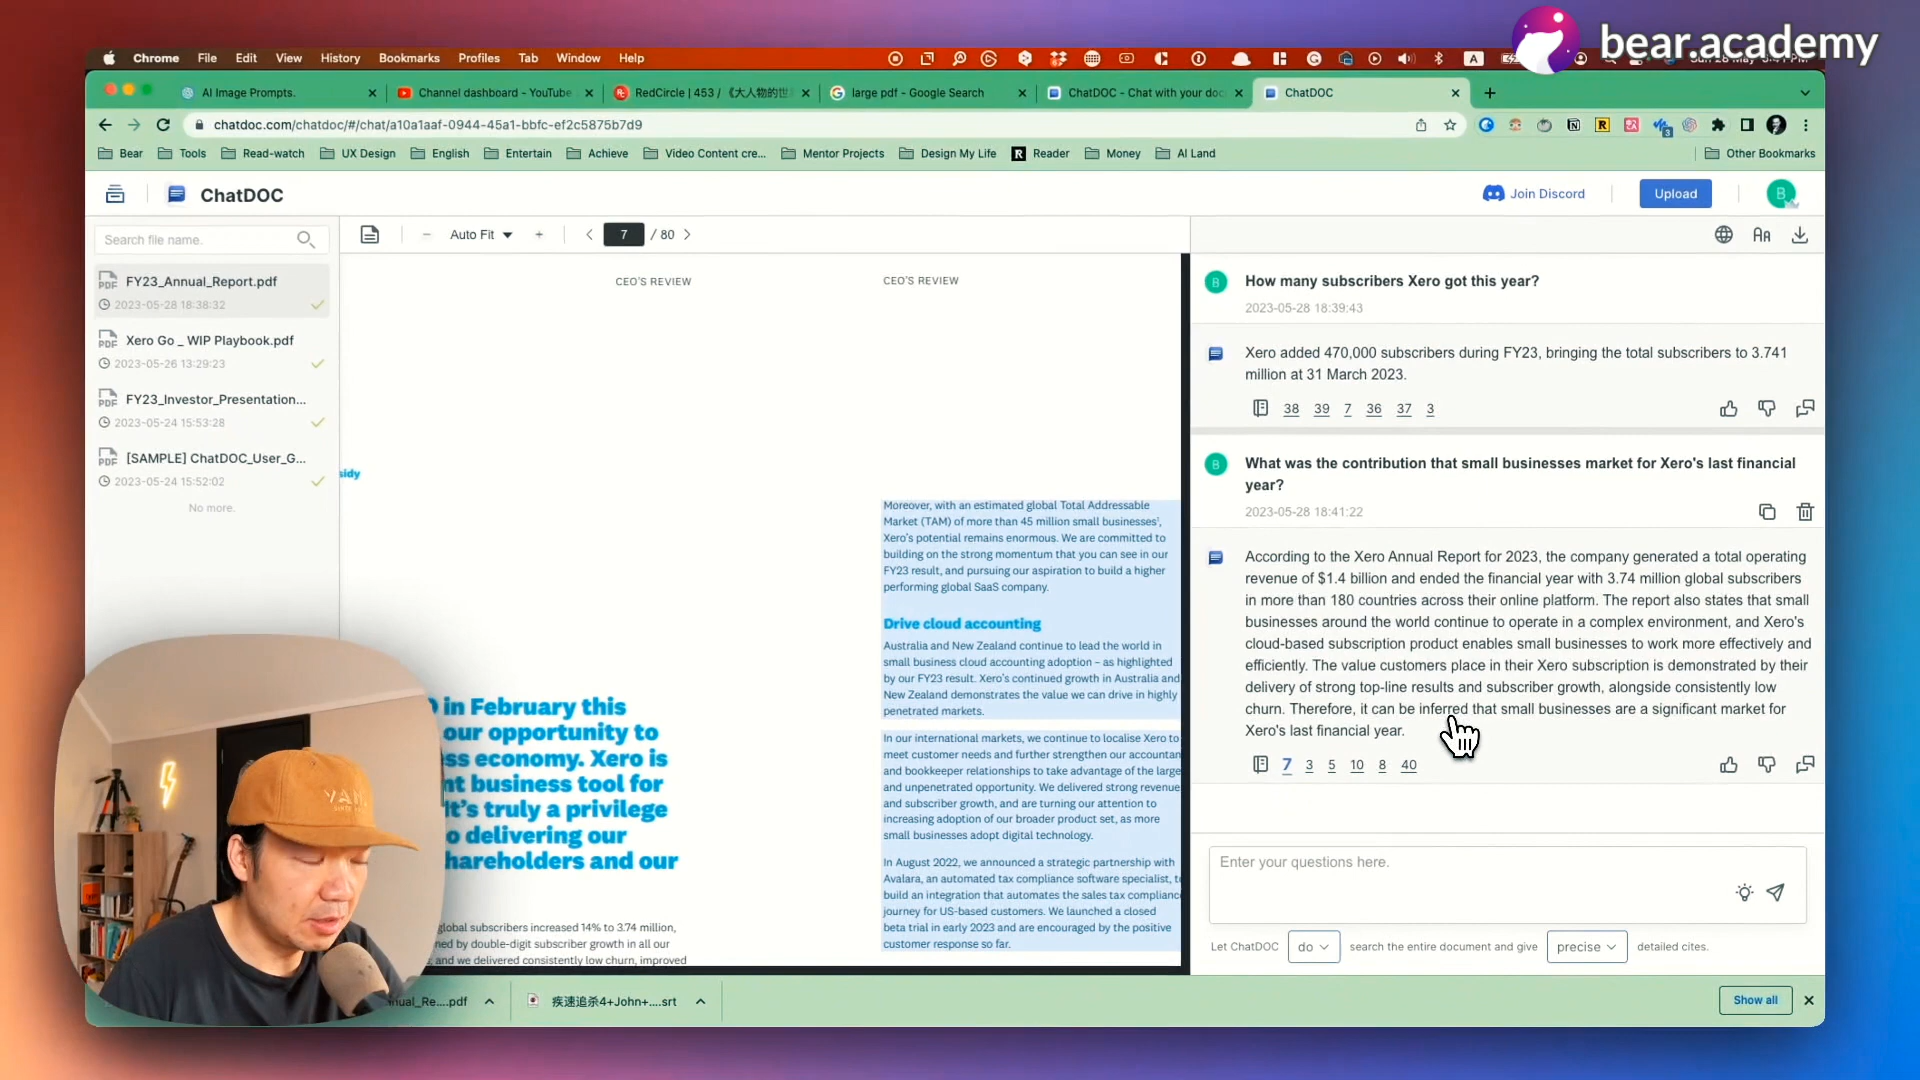 bear.academy
Chrome File Edit View History Bookmarks Profiles Tab Window Help
AI Image Prompts.
Channel dashboard - YouTube
RedCircle | 453 / 《大人物的世
large pdf - Google Search
ChatDOC - Chat with your doc
ChatDOC
chatdoc.com/chatdoc/#/chat/a10a1aaf-0944-45a1-bbfc-ef2c5875b7d9
Bear Tools Read-watch UX Design English Entertain Achieve Video Content cre... Mentor Projects Design My Life Reader Money AI Land Other Bookmarks
ChatDOC
Join Discord
Upload
B
Search file name.
FY23_Annual_Report.pdf
2023-05-28 18:38:32
Xero Go _ WIP Playbook.pdf
2023-05-26 13:29:23
FY23_Investor_Presentation...
2023-05-24 15:53:28
[SAMPLE] ChatDOC_User_G...
2023-05-24 15:52:02
No more.
Auto Fit
7 / 80
CEO'S REVIEW
CEO'S REVIEW
sidy
in February this
our opportunity to
ss economy. Xero is
nt business tool for
It's truly a privilege
o delivering our
hareholders and our
global subscribers increased 14% to 3.74 million,
ned by double-digit subscriber growth in all our
and we delivered consistently low churn, improved
Moreover, with an estimated global Total Addressable
Market (TAM) of more than 45 million small businesses¹,
Xero's potential remains enormous. We are committed to
building on the strong momentum that you can see in our
FY23 result, and pursuing our aspiration to build a higher
performing global SaaS company.
Drive cloud accounting
Australia and New Zealand continue to lead the world in
small business cloud accounting adoption – as highlighted
by our FY23 result. Xero's continued growth in Australia and
New Zealand demonstrates the value we can drive in highly
penetrated markets.
In our international markets, we continue to localise Xero to
meet customer needs and further strengthen our accountan
and bookkeeper relationships to take advantage of the large
and unpenetrated opportunity. We delivered strong revenue
and subscriber growth, and are turning our attention to
increasing adoption of our broader product set, as more
small businesses adopt digital technology.
In August 2022, we announced a strategic partnership with
Avalara, an automated tax compliance software specialist, t
build an integration that automates the sales tax compliance
journey for US-based customers. We launched a closed
beta trial in early 2023 and are encouraged by the positive
customer response so far.
B
How many subscribers Xero got this year?
2023-05-28 18:39:43
Xero added 470,000 subscribers during FY23, bringing the total subscribers to 3.741
million at 31 March 2023.
38 39 7 36 37 3
B
What was the contribution that small businesses market for Xero's last financial
year?
2023-05-28 18:41:22
According to the Xero Annual Report for 2023, the company generated a total operating
revenue of $1.4 billion and ended the financial year with 3.74 million global subscribers
in more than 180 countries across their online platform. The report also states that small
businesses around the world continue to operate in a complex environment, and Xero's
cloud-based subscription product enables small businesses to work more effectively and
efficiently. The value customers place in their Xero subscription is demonstrated by their
delivery of strong top-line results and subscriber growth, alongside consistently low
churn. Therefore, it can be inferred that small businesses are a significant market for
Xero's last financial year.
7 3 5 10 8 40
Enter your questions here.
Let ChatDOC do search the entire document and give precise detailed cites.
nual_Re....pdf
疾速追杀4+John+....srt
Show all